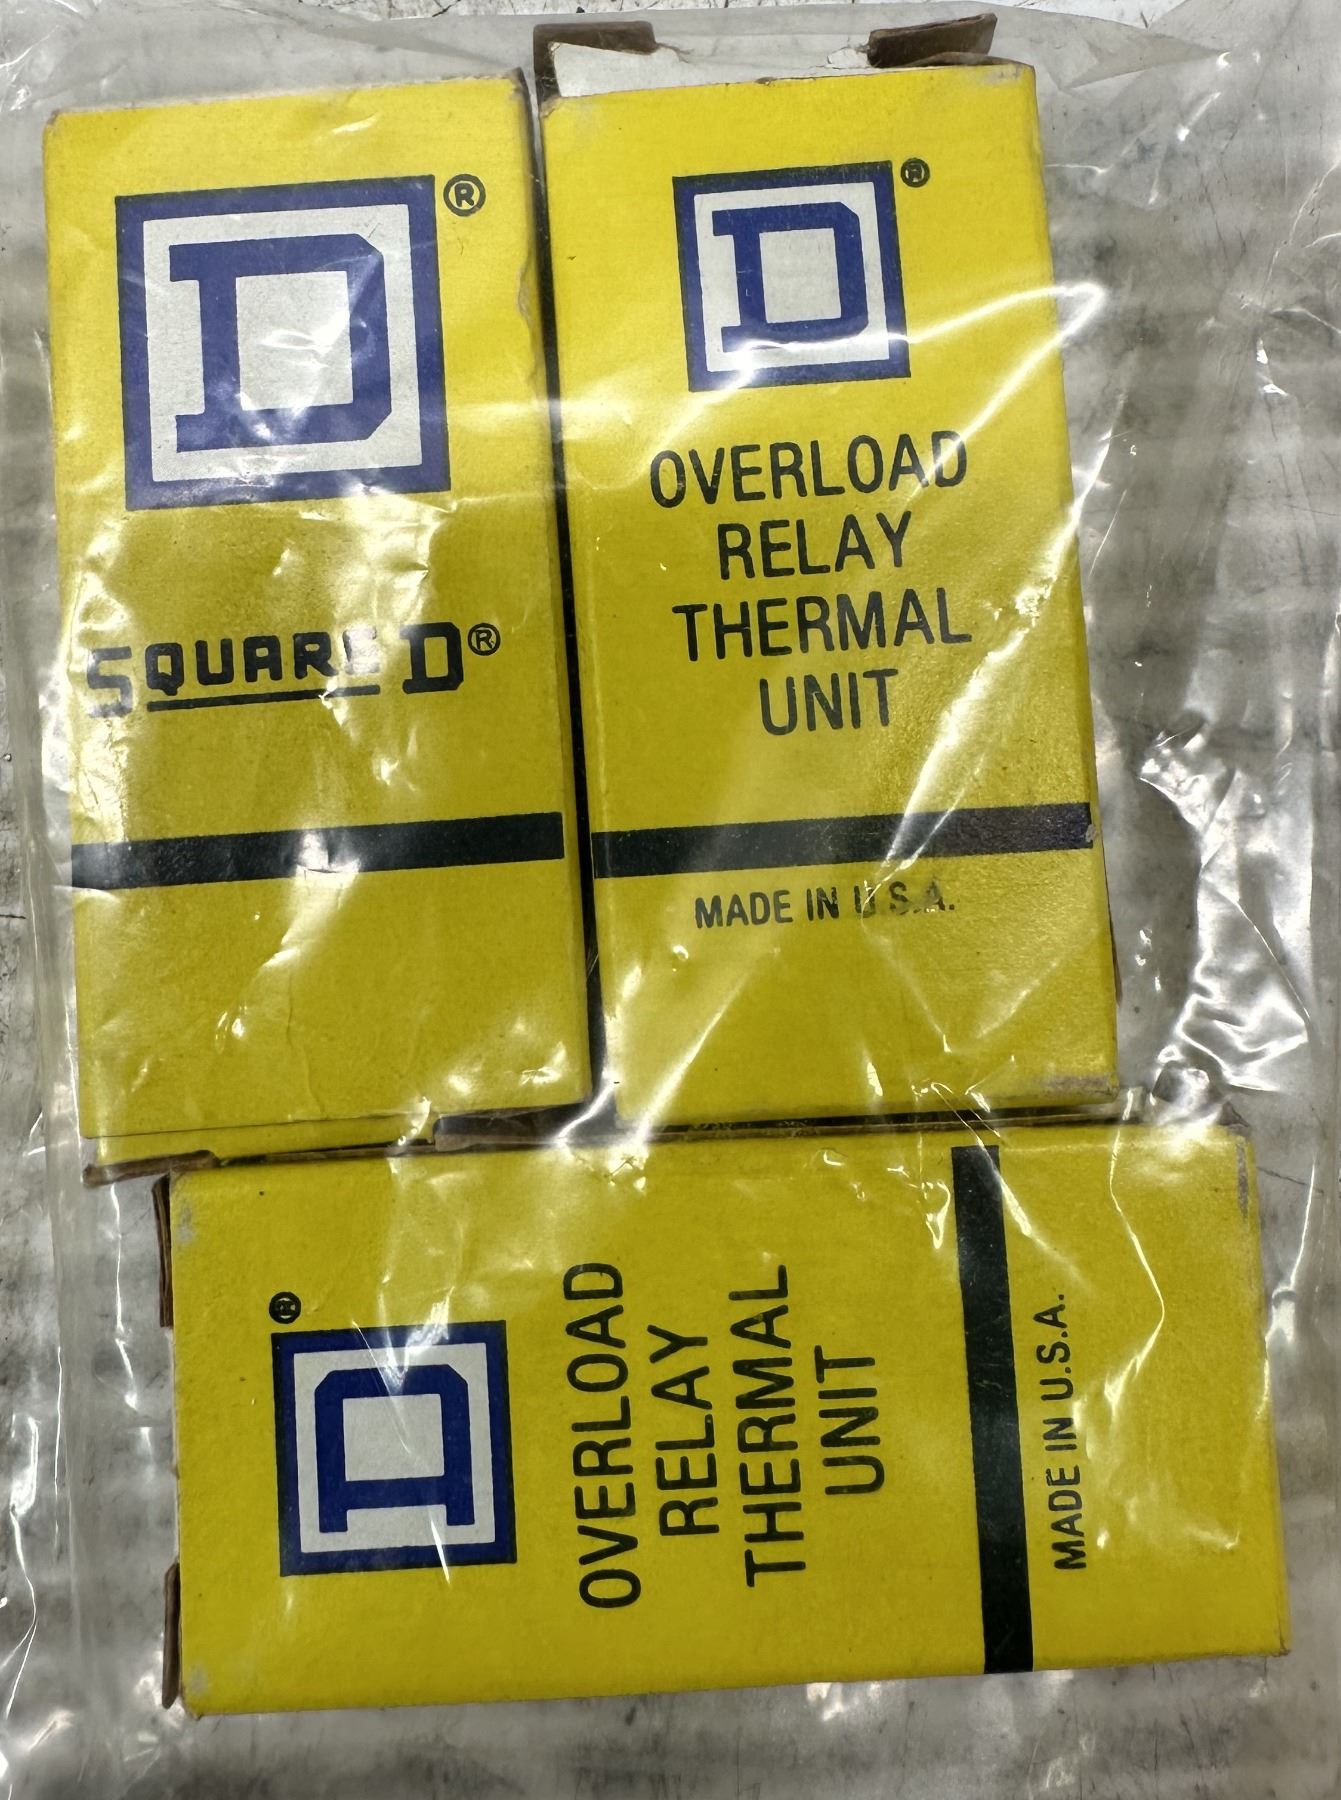 D®
SQUARE D®
D®
OVERLOAD
RELAY
THERMAL
UNIT
MADE IN U.S.A.
D®
OVERLOAD
RELAY
THERMAL
UNIT
MADE IN U.S.A.